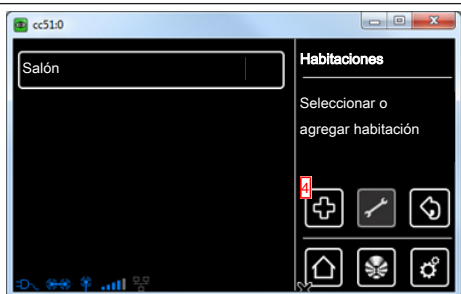 cc51:0
Salón
Habitaciones
Seleccionar o
agregar habitación
4